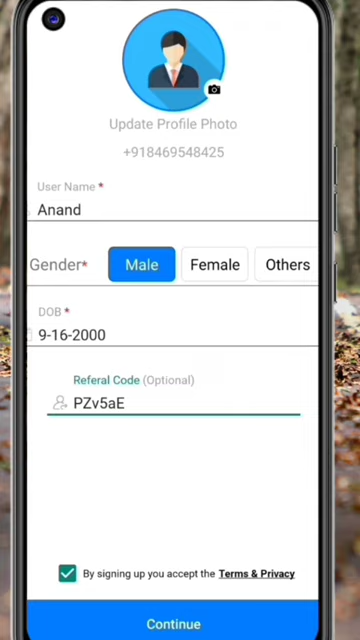 Update Profile Photo
+918469548425
User Name *
Anand
Gender*
Male
Female
Others
DOB *
9-16-2000
Referal Code (Optional)
PZv5aE
By signing up you accept the Terms & Privacy
Continue